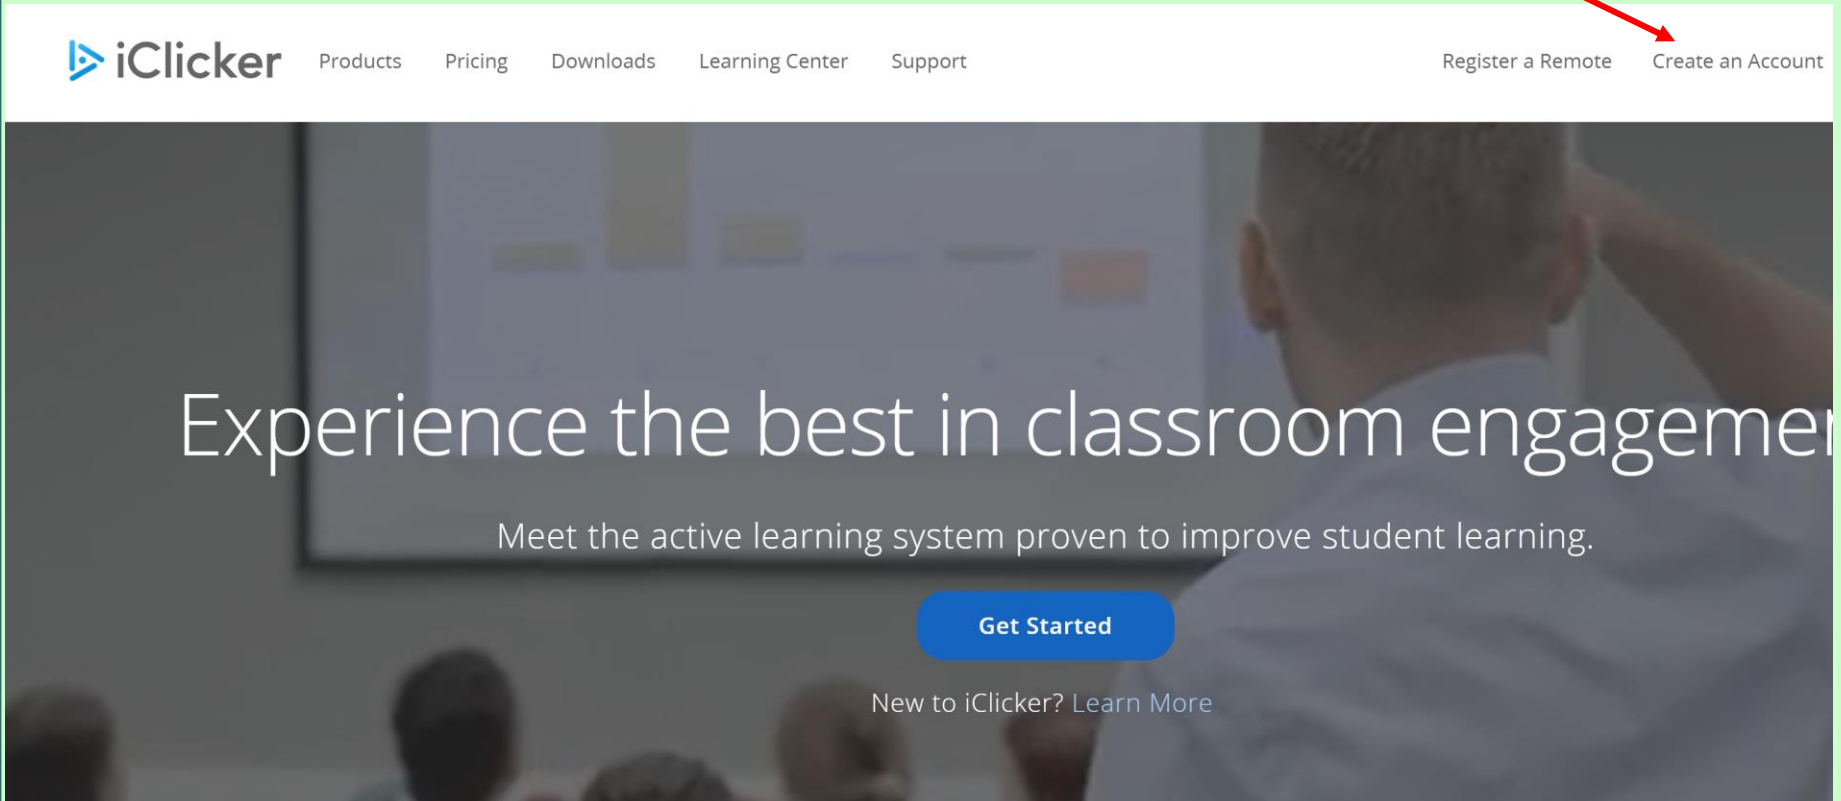 iClicker Products Pricing Downloads Learning Center Support Register a Remote Create an Account
Experience the best in classroom engagemen
Meet the active learning system proven to improve student learning.
Get Started
New to iClicker? Learn More